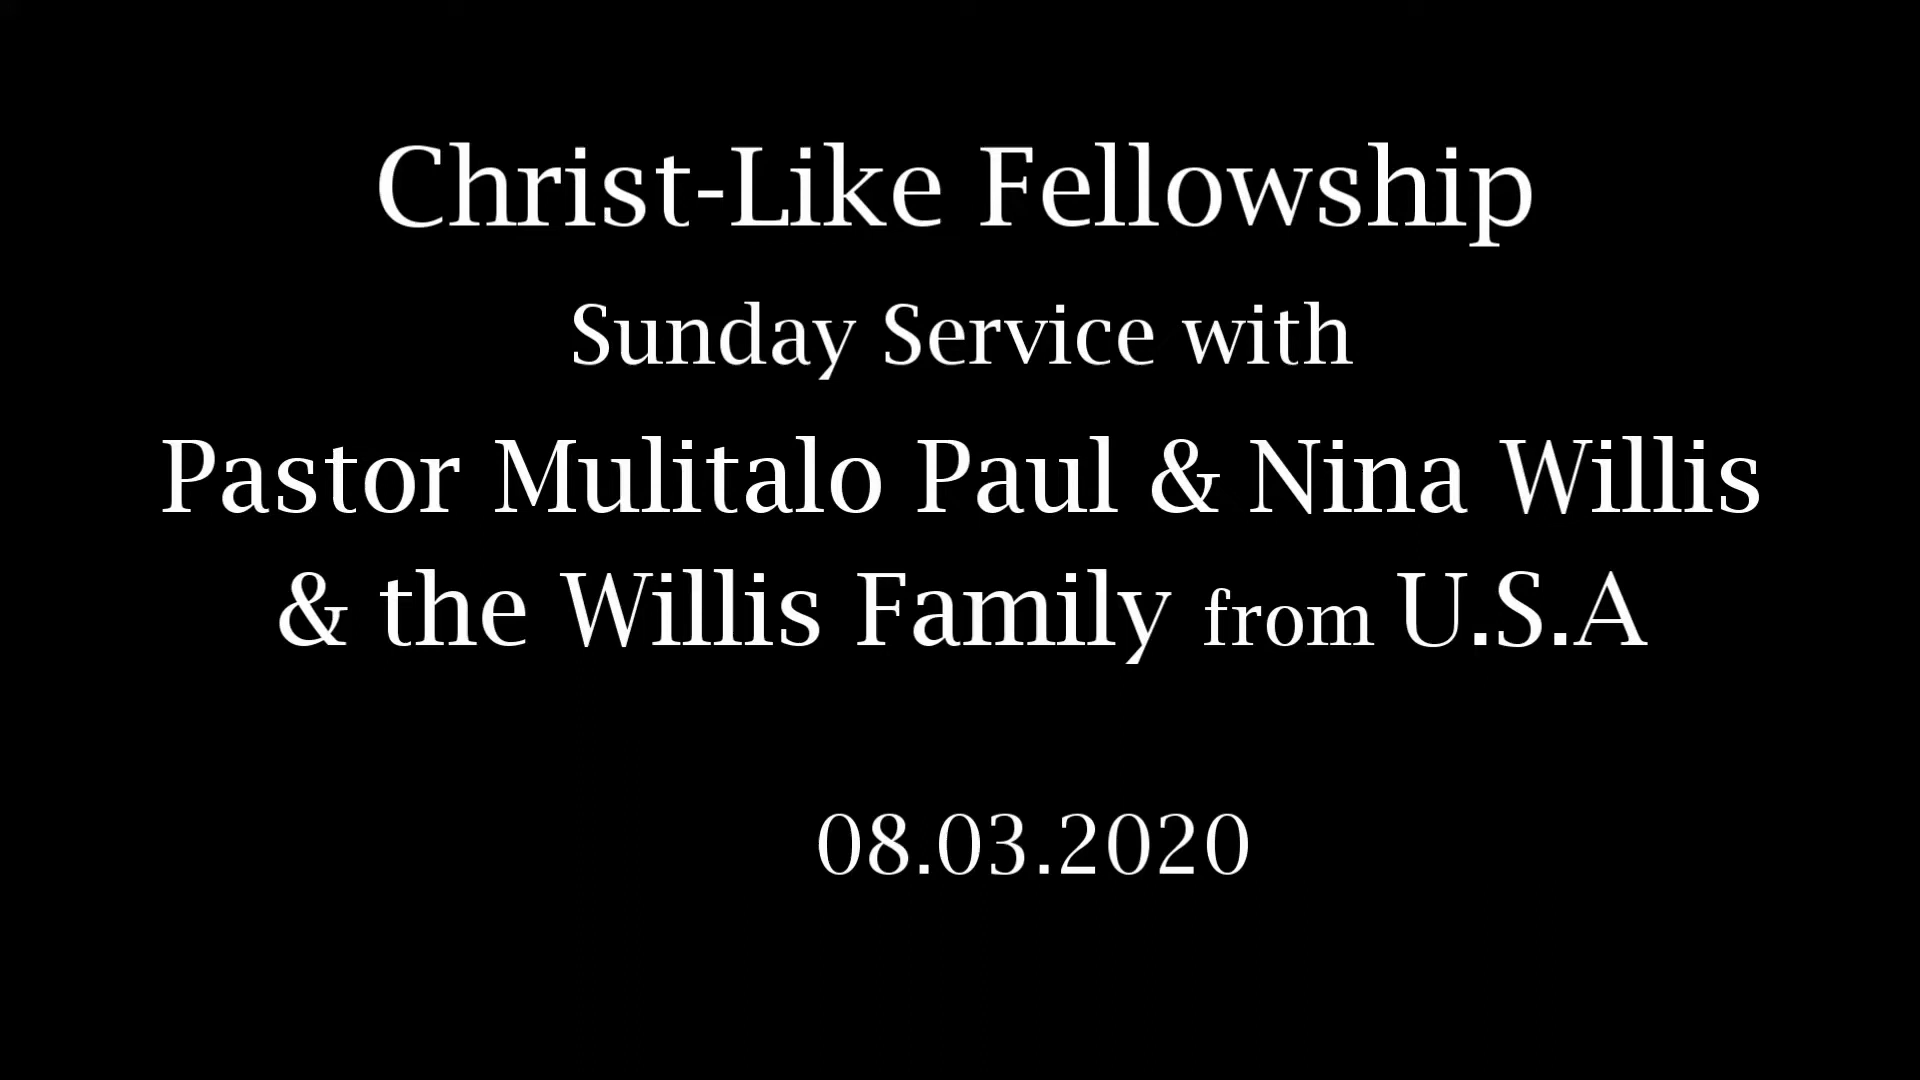 Christ-Like Fellowship
Sunday Service with
Pastor Mulitalo Paul & Nina Willis
& the Willis Family from U.S.A
08.03.2020